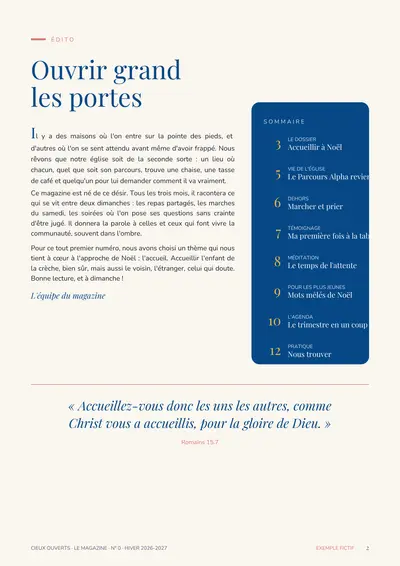 ÉDITO
Ouvrir grand
les portes
Il y a des maisons où l'on entre sur la pointe des pieds, et
d'autres où l'on se sent attendu avant même d'avoir frappé. Nous
rêvons que notre église soit de la seconde sorte : un lieu où
chacun, quel que soit son parcours, trouve une chaise, une tasse
de café et quelqu'un pour lui demander comment il va vraiment.
Ce magazine est né de ce désir. Tous les trois mois, il racontera ce
qui se vit entre deux dimanches : les repas partagés, les marches
du samedi, les soirées où l'on pose ses questions sans crainte
d'être jugé. Il donnera la parole à celles et ceux qui font vivre la
communauté, souvent dans l'ombre.
Pour ce tout premier numéro, nous avons choisi un thème qui nous
tient à cœur à l'approche de Noël : l'accueil. Accueillir l'enfant de
la crèche, bien sûr, mais aussi le voisin, l'étranger, celui qui doute.
Bonne lecture, et à dimanche !
L'équipe du magazine
SOMMAIRE
LE DOSSIER
3 Accueillir à Noël
VIE DE L'ÉGLISE
5 Le Parcours Alpha revier
DEHORS
6 Marcher et prier
TÉMOIGNAGE
7 Ma première fois à la tal
MÉDITATION
8 Le temps de l'attente
POUR LES PLUS JEUNES
9 Mots mêlés de Noël
L'AGENDA
10 Le trimestre en un coup
PRATIQUE
12 Nous trouver
« Accueillez-vous donc les uns les autres, comme
Christ vous a accueillis, pour la gloire de Dieu. »
Romains 15.7
CIEUX OUVERTS · LE MAGAZINE · N° 0 · HIVER 2026-2027
EXEMPLE FICTIF 2